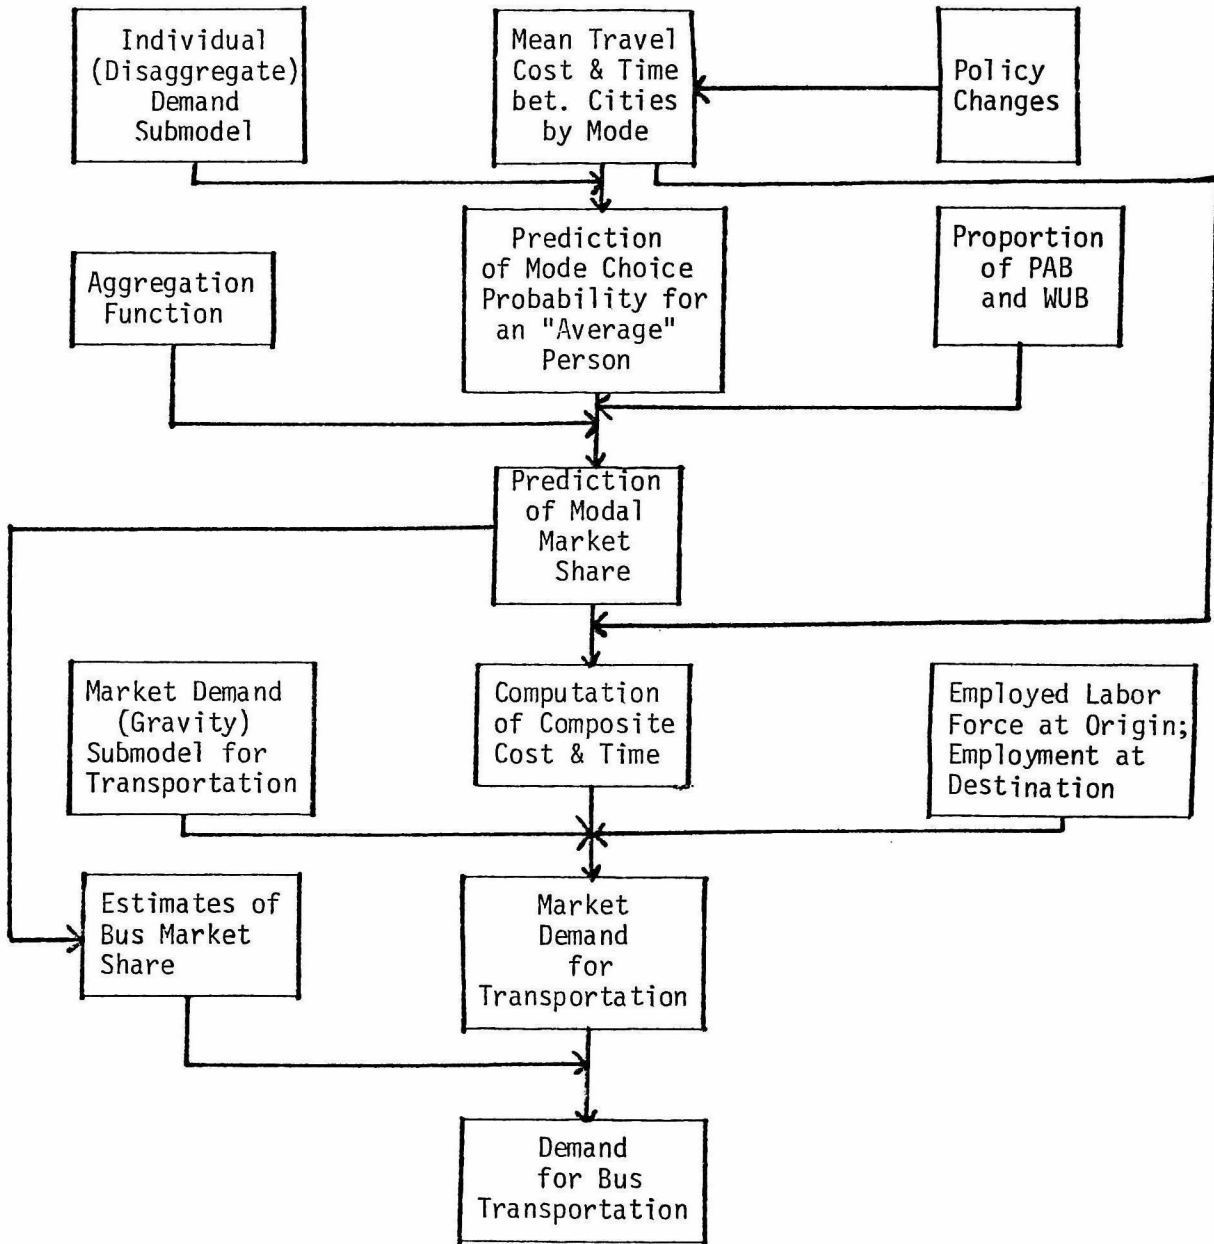 Individual
(Disaggregate)
Demand
Submodel
Mean Travel
Cost & Time
bet. Cities
by Mode
Policy
Changes
Aggregation
Function
Prediction
of Mode Choice
Probability for
an "Average"
Person
Proportion
of PAB
and WUB
Prediction
of Modal
Market
Share
Market Demand
(Gravity)
Submodel for
Transportation
Computation
of Composite
Cost & Time
Employed Labor
Force at Origin;
Employment at
Destination
Estimates of
Bus Market
Share
Market
Demand
for
Transportation
Demand
for Bus
Transportation